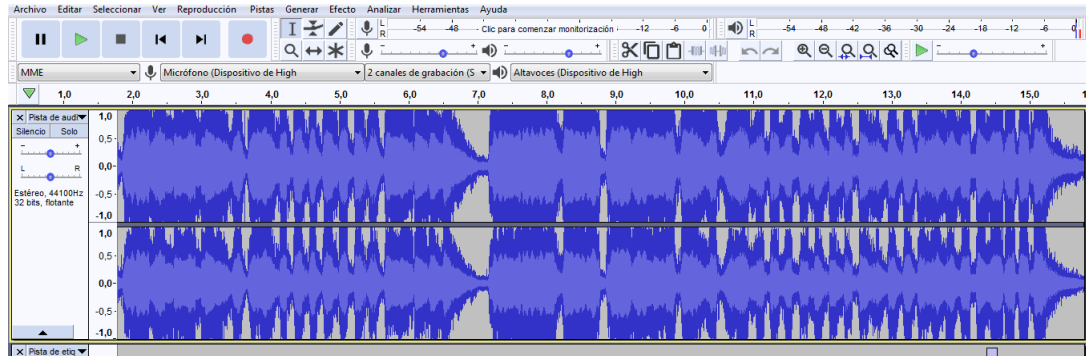 Archivo Editar Seleccionar Ver Reproducción Pistas Generar Efecto Analizar Herramientas Ayuda
L R -54 -48 - Clic para comenzar monitorización -12 -6 0 L R -54 -48 -42 -36 -30 -24 -18 -12 -6 0
- + - + - +
MME Micrófono (Dispositivo de High 2 canales de grabación (S Altavoces (Dispositivo de High
1,0 2,0 3,0 4,0 5,0 6,0 7,0 8,0 9,0 10,0 11,0 12,0 13,0 14,0 15,0 1
X Pista de audi
Silencio Solo
- +
L R
Estéreo, 44100Hz
32 bits, flotante
1,0
0,5-
0,0-
-0,5-
-1,0
1,0
0,5-
0,0-
-0,5-
-1,0
X Pista de etiq